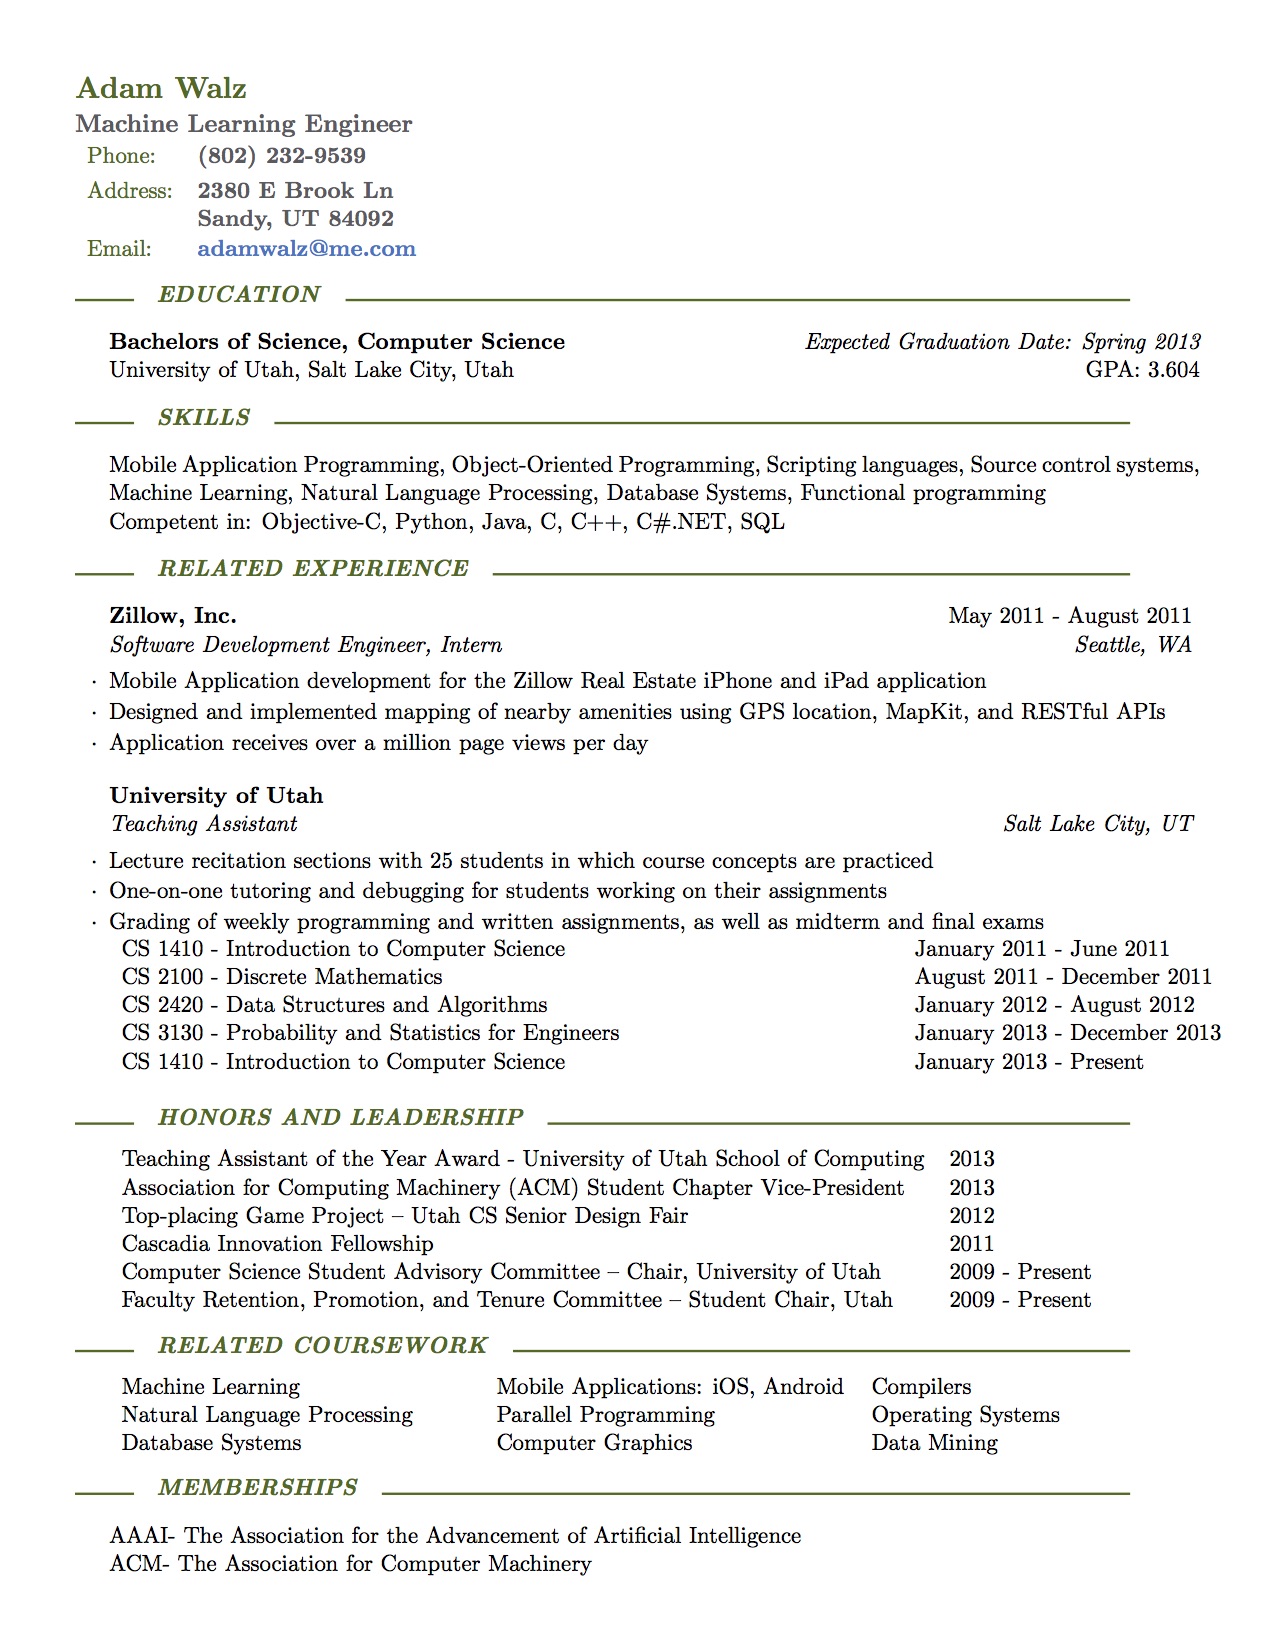 Adam Walz
Machine Learning Engineer
Phone: (802) 232-9539
Address: 2380 E Brook Ln
Sandy, UT 84092
Email: adamwalz@me.com
EDUCATION
Bachelors of Science, Computer Science Expected Graduation Date: Spring 2013
University of Utah, Salt Lake City, Utah GPA: 3.604
SKILLS
Mobile Application Programming, Object-Oriented Programming, Scripting languages, Source control systems,
Machine Learning, Natural Language Processing, Database Systems, Functional programming
Competent in: Objective-C, Python, Java, C, C++, C#.NET, SQL
RELATED EXPERIENCE
Zillow, Inc. May 2011 - August 2011
Software Development Engineer, Intern Seattle, WA
· Mobile Application development for the Zillow Real Estate iPhone and iPad application
· Designed and implemented mapping of nearby amenities using GPS location, MapKit, and RESTful APIs
· Application receives over a million page views per day
University of Utah
Teaching Assistant Salt Lake City, UT
· Lecture recitation sections with 25 students in which course concepts are practiced
· One-on-one tutoring and debugging for students working on their assignments
· Grading of weekly programming and written assignments, as well as midterm and final exams
CS 1410 - Introduction to Computer Science January 2011 - June 2011
CS 2100 - Discrete Mathematics August 2011 - December 2011
CS 2420 - Data Structures and Algorithms January 2012 - August 2012
CS 3130 - Probability and Statistics for Engineers January 2013 - December 2013
CS 1410 - Introduction to Computer Science January 2013 - Present
HONORS AND LEADERSHIP
Teaching Assistant of the Year Award - University of Utah School of Computing 2013
Association for Computing Machinery (ACM) Student Chapter Vice-President 2013
Top-placing Game Project – Utah CS Senior Design Fair 2012
Cascadia Innovation Fellowship 2011
Computer Science Student Advisory Committee – Chair, University of Utah 2009 - Present
Faculty Retention, Promotion, and Tenure Committee – Student Chair, Utah 2009 - Present
RELATED COURSEWORK
Machine Learning Mobile Applications: iOS, Android Compilers
Natural Language Processing Parallel Programming Operating Systems
Database Systems Computer Graphics Data Mining
MEMBERSHIPS
AAAI- The Association for the Advancement of Artificial Intelligence
ACM- The Association for Computer Machinery